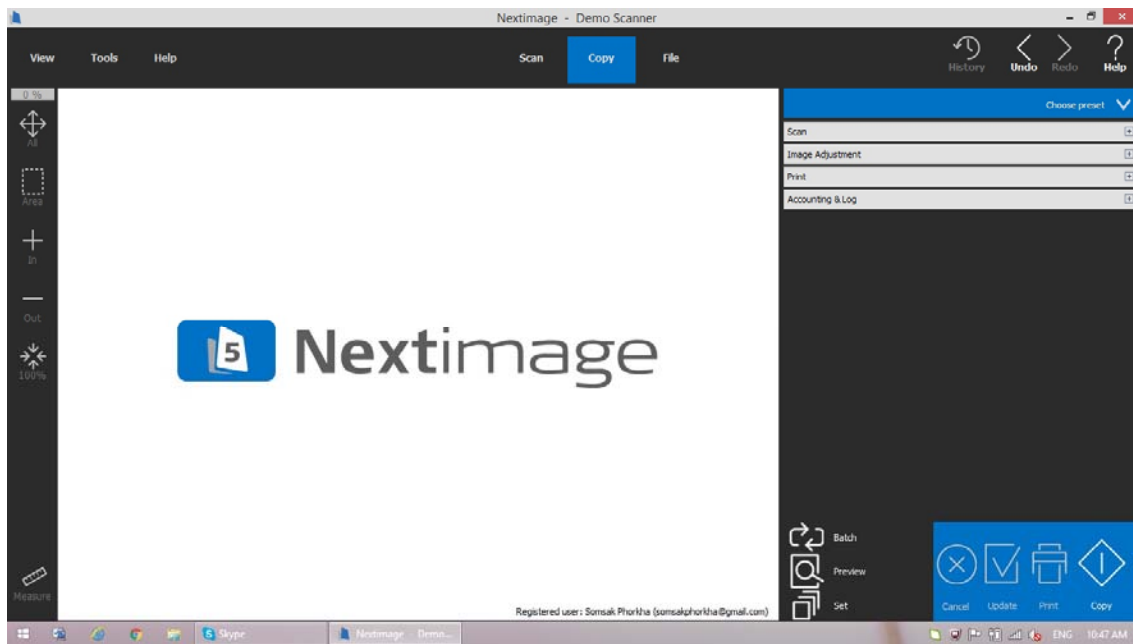 Nextimage - Demo Scanner
View Tools Help Scan Copy File History Undo Redo Help
0 %
All
Area
In
Out
100%
Measure
Choose preset
Scan
Image Adjustment
Print
Accounting & Log
5 Nextimage
Batch
Preview
Set
Cancel Update Print Copy
Registered user: Somsak Phorkha (somsakphorkha@gmail.com)
Skype Nextimage - Demo... ENG 10:47 AM